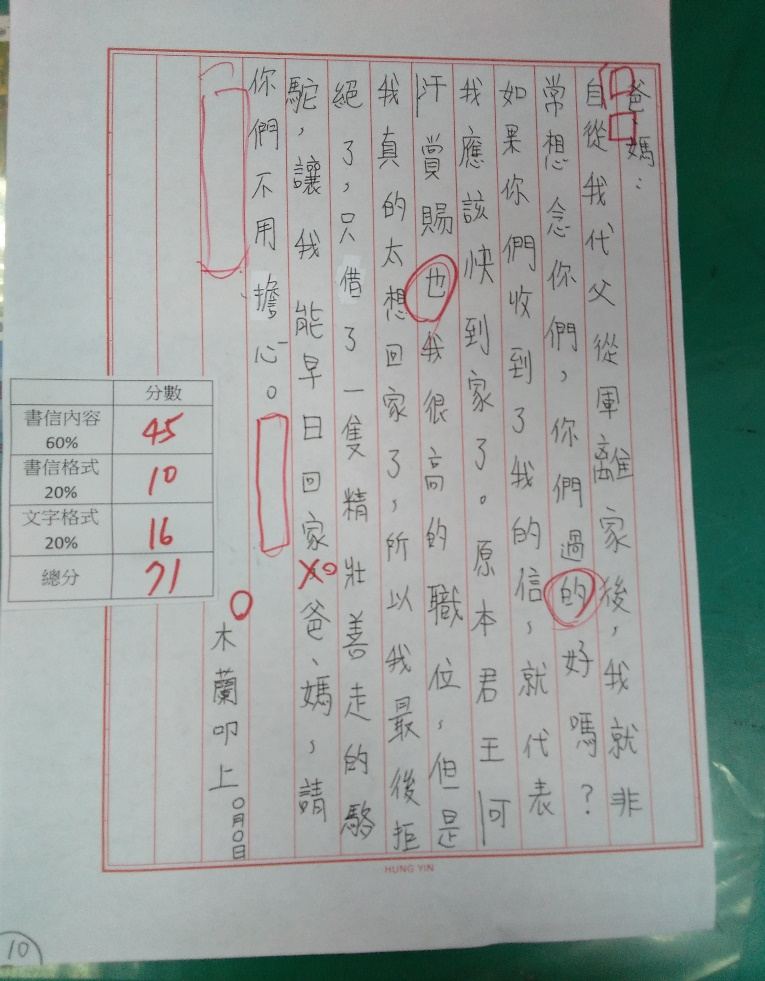 爸、媽：
自從我代父從軍離家後，我就非
常想念你們，你們過的好嗎？
如果你們收到了我的信，就代表
我應該快到家了。原本君王可
汗賞賜也我很高的職位，但是
我真的太想回家了，所以我最後拒
絕了，只借了一隻精壯善走的駱
駝，讓我能早日回家。爸、媽，請
你們不用擔心。
木蘭叩上
○月○日
分數
書信內容 60% 45
書信格式 20% 10
文字格式 20% 16
總分 71
HUNG YIN
10